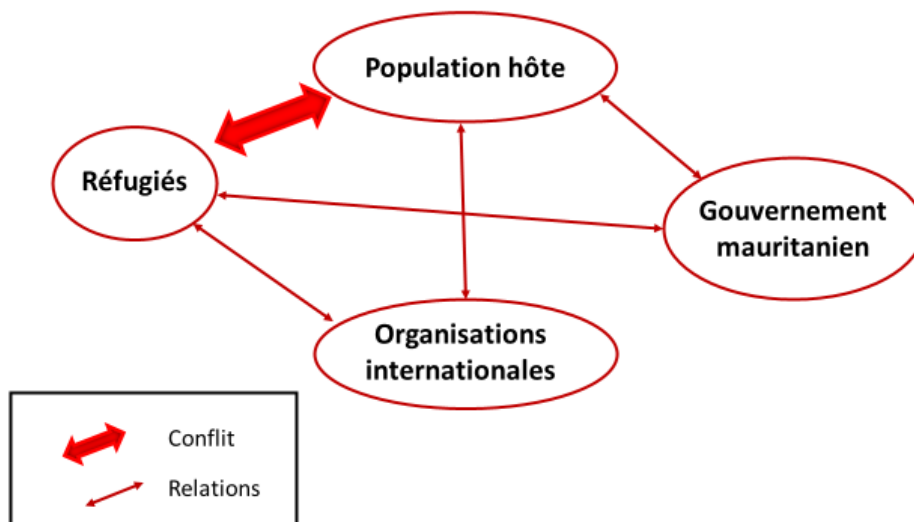 Population hôte
Réfugiés
Gouvernement
mauritanien
Organisations
internationales
Conflit
Relations